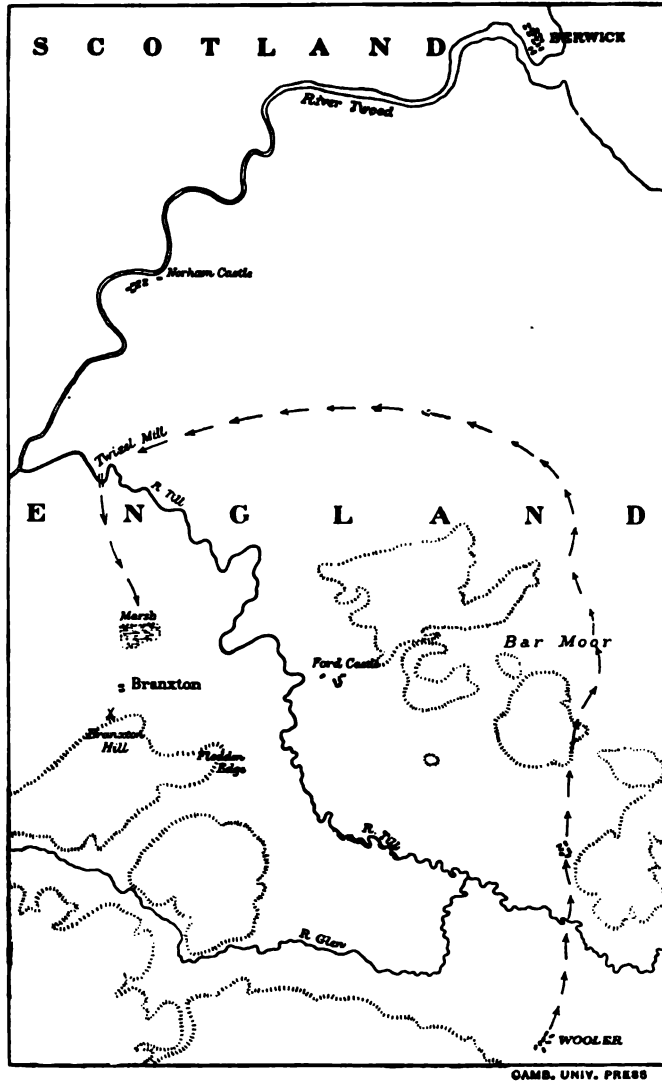 SCOTLAND
BERWICK
River Tweed
Norham Castle
Twizel Mill
R. Till
ENGLAND
Marsh
Bar Moor
Ford Castle
Branxton
Branxton
Hill
Flodden
Edge
R. Till
R. Glen
WOOLER
CAMB. UNIV. PRESS